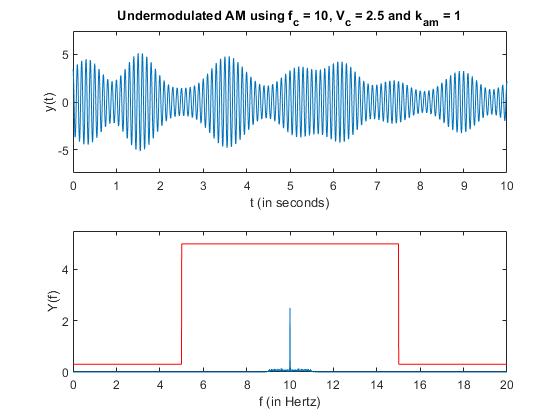 Undermodulated AM using f_c = 10, V_c = 2.5 and k_am = 1
5
0
-5
y(t)
0 1 2 3 4 5 6 7 8 9 10
t (in seconds)
4
2
0
Y(f)
0 2 4 6 8 10 12 14 16 18 20
f (in Hertz)